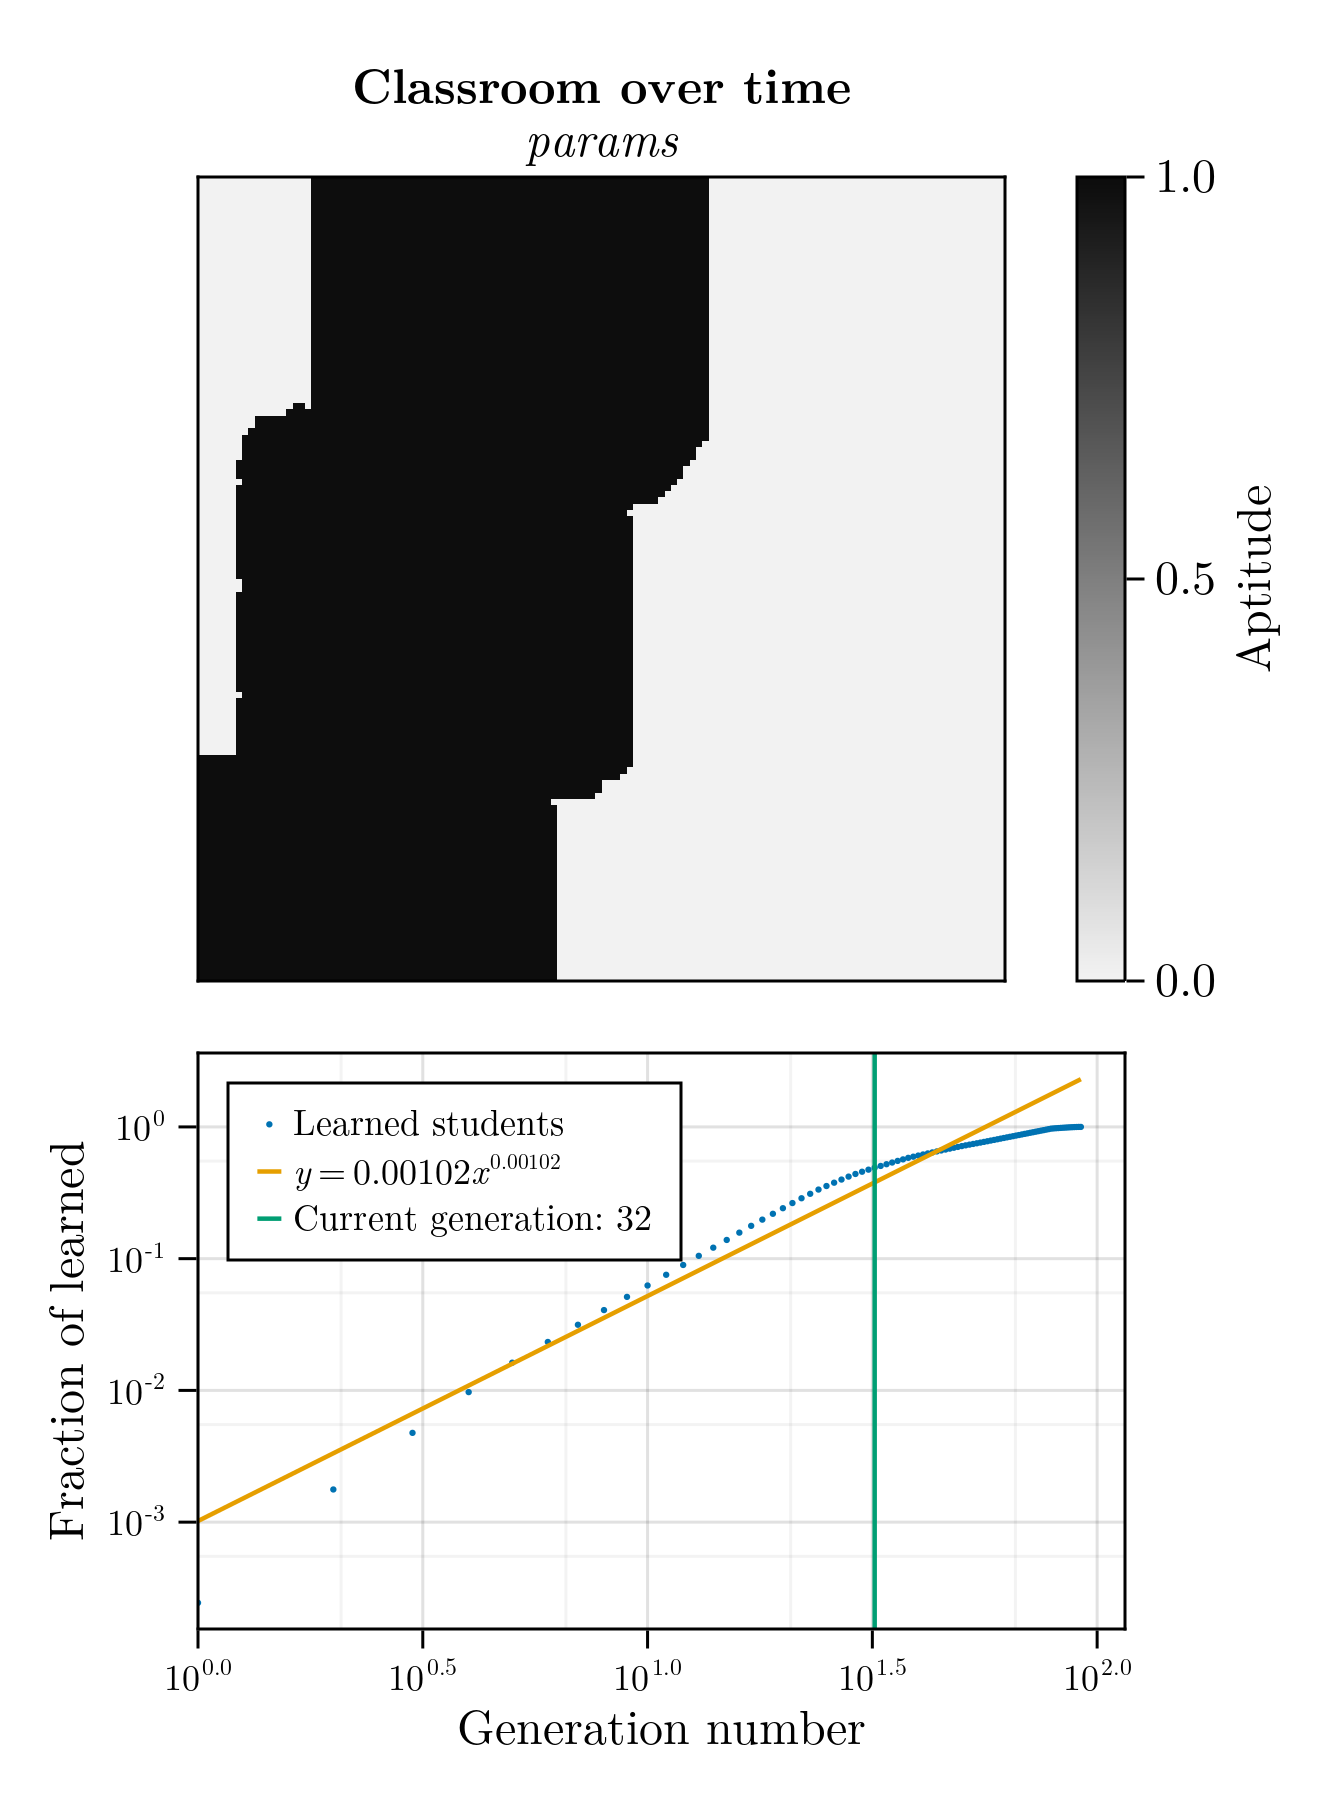 Classroom over time
params
1.0
0.5
0.0
Aptitude
Learned students
y = 0.00102x^0.00102
Current generation: 32
10^0
10^-1
10^-2
10^-3
Fraction of learned
10^0.0 10^0.5 10^1.0 10^1.5 10^2.0
Generation number